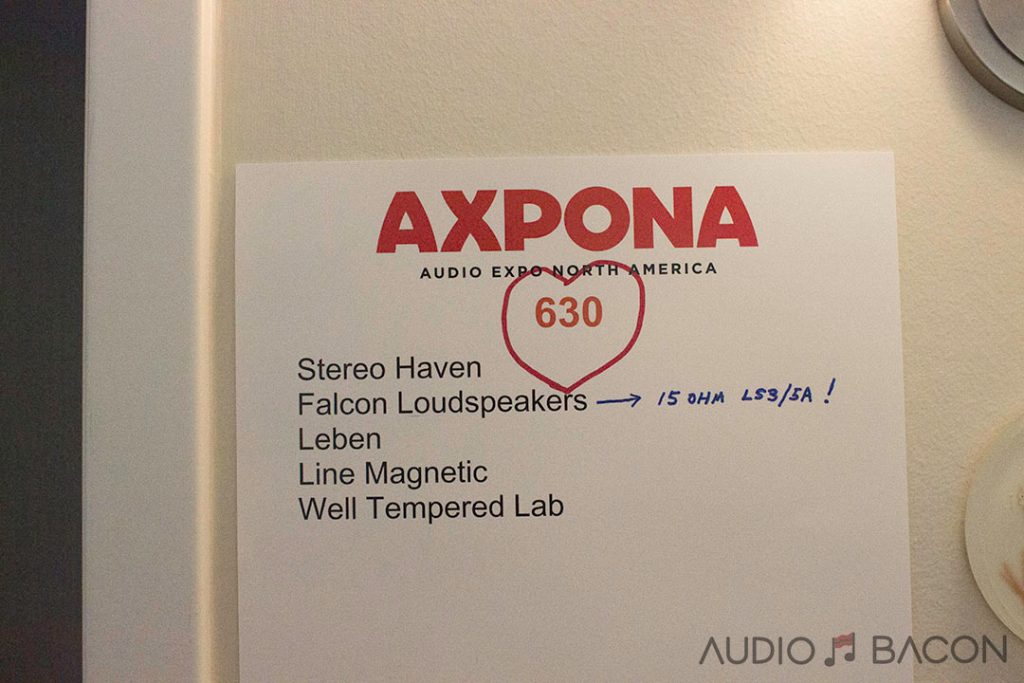 AXPONA
AUDIO EXPO NORTH AMERICA
630
Stereo Haven
Falcon Loudspeakers → 15 OHM LS3/5A !
Leben
Line Magnetic
Well Tempered Lab
AUDIO BACON